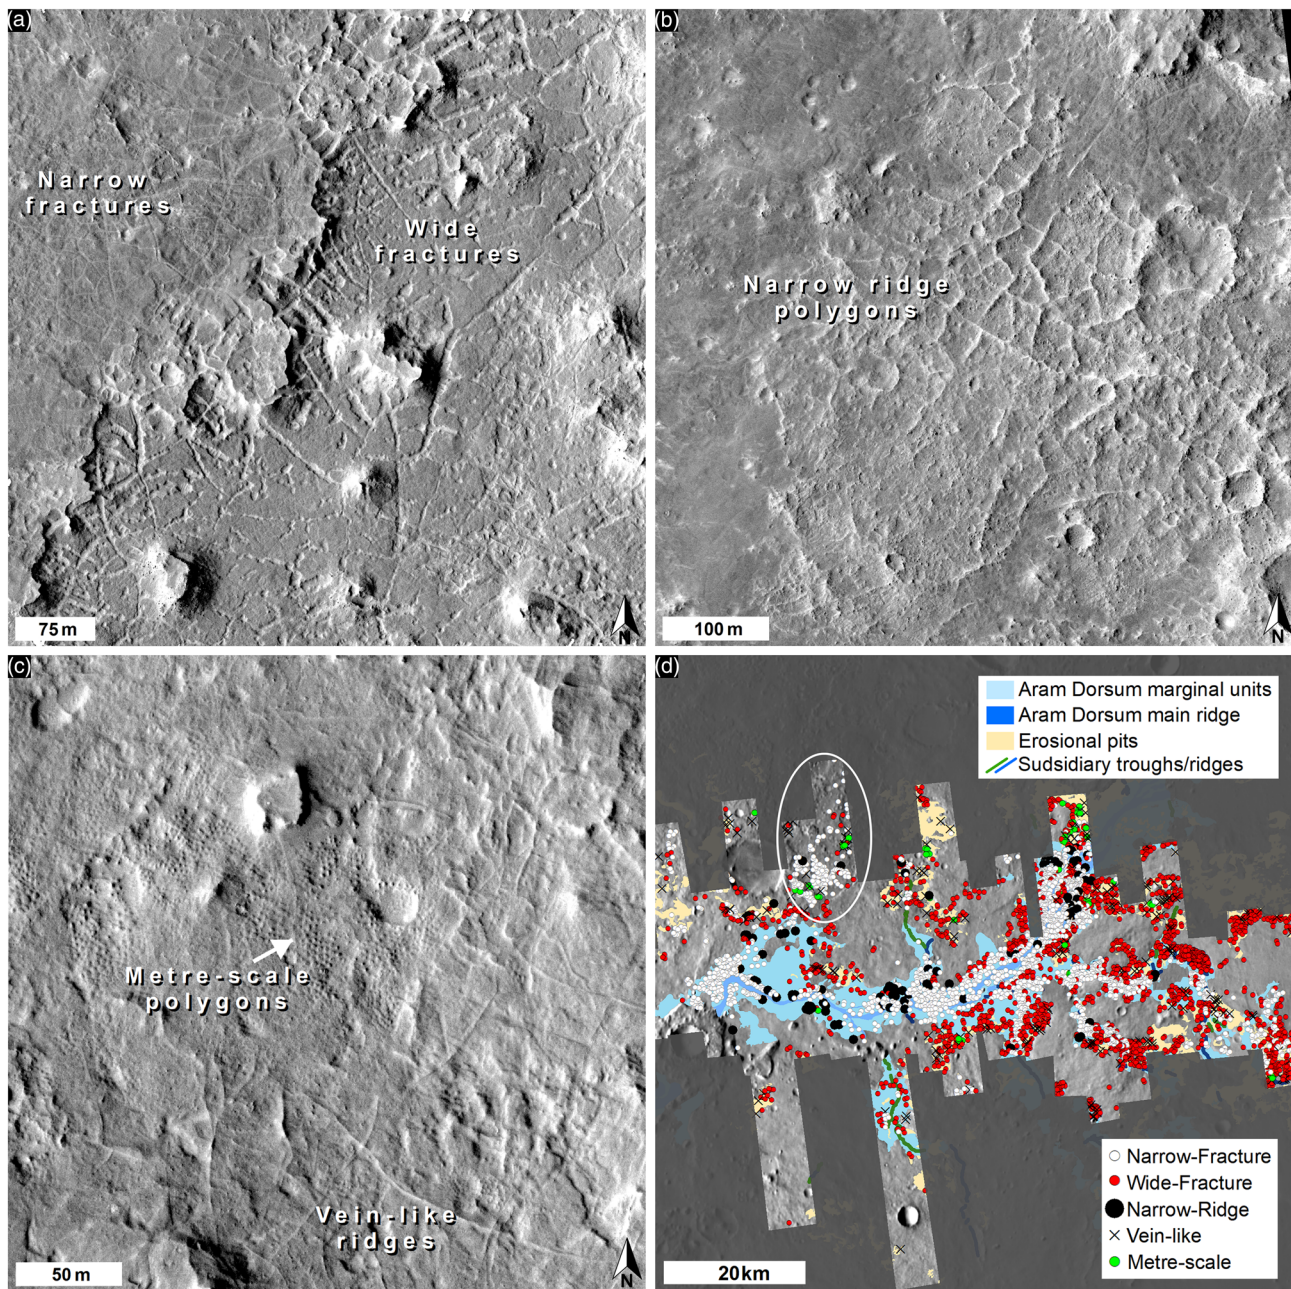 (a)
Narrow
fractures
Wide
fractures
75 m
N
(b)
Narrow ridge
polygons
100 m
N
(c)
Metre-scale
polygons
Vein-like
ridges
50 m
N
(d)
Aram Dorsum marginal units
Aram Dorsum main ridge
Erosional pits
Sudsidiary troughs/ridges
Narrow-Fracture
Wide-Fracture
Narrow-Ridge
Vein-like
Metre-scale
20km